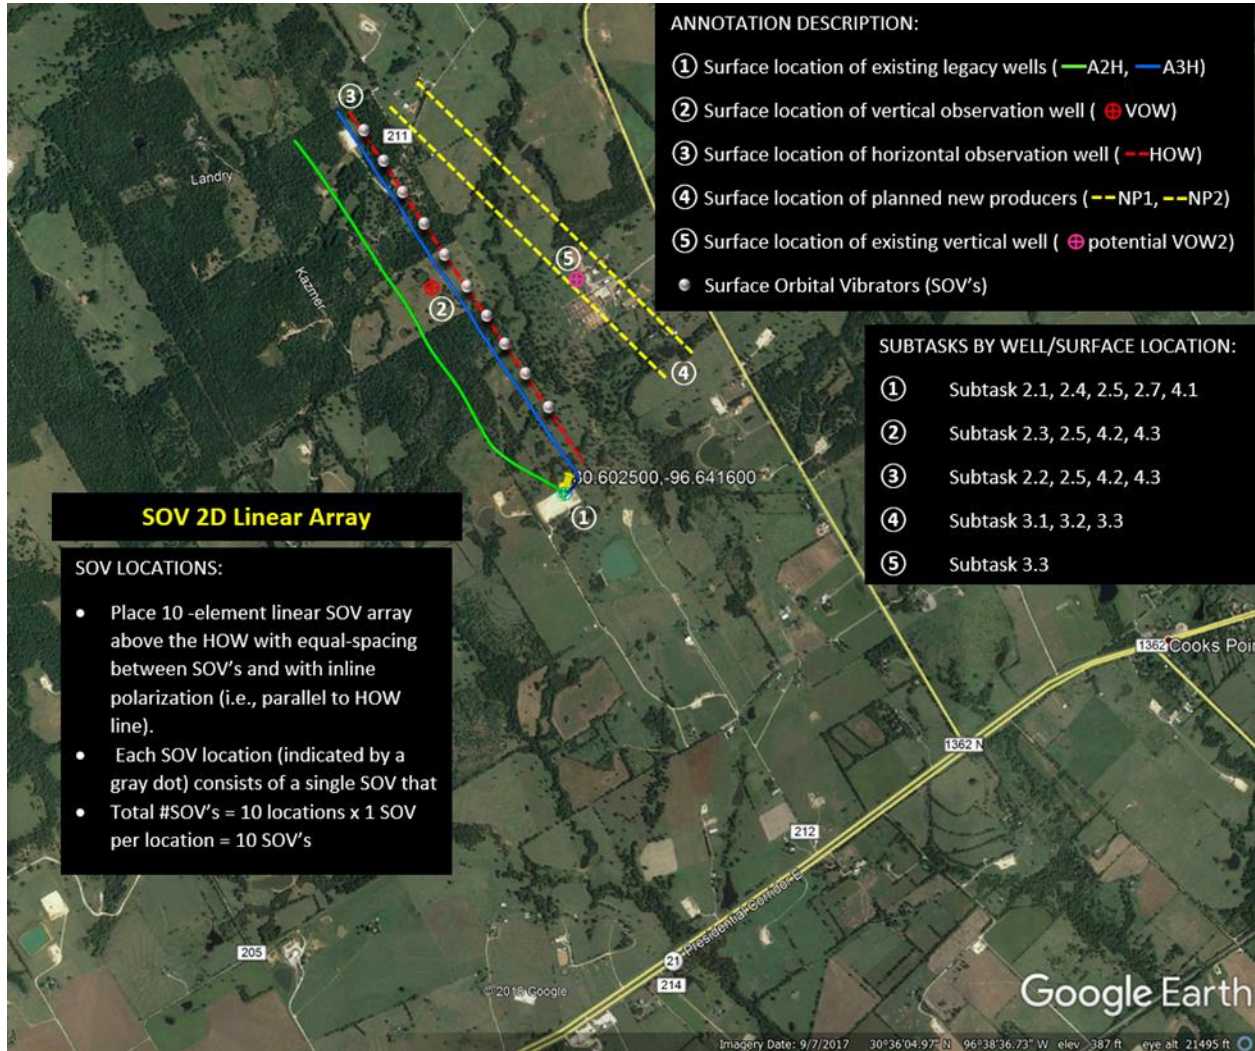 ANNOTATION DESCRIPTION:
① Surface location of existing legacy wells ( A2H, A3H)
② Surface location of vertical observation well ( VOW)
③ Surface location of horizontal observation well ( HOW)
④ Surface location of planned new producers ( NP1, NP2)
⑤ Surface location of existing vertical well ( potential VOW2)
Surface Orbital Vibrators (SOV's)
SUBTASKS BY WELL/SURFACE LOCATION:
① Subtask 2.1, 2.4, 2.5, 2.7, 4.1
② Subtask 2.3, 2.5, 4.2, 4.3
③ Subtask 2.2, 2.5, 4.2, 4.3
④ Subtask 3.1, 3.2, 3.3
⑤ Subtask 3.3
③
211
Landry
Kazmer
⑤
②
④
30.602500,-96.641600
①
SOV 2D Linear Array
SOV LOCATIONS:
• Place 10 -element linear SOV array
above the HOW with equal-spacing
between SOV's and with inline
polarization (i.e., parallel to HOW
line).
• Each SOV location (indicated by a
gray dot) consists of a single SOV that
• Total #SOV's = 10 locations x 1 SOV
per location = 10 SOV's
1362
Cooks Poin
1362 N
212
Presidential Corridor E
21
214
205
© 2018 Google
Google Earth
Imagery Date: 9/7/2017 30°36'04.97" N 96°38'36.73" W elev 387 ft eye alt 21495 ft